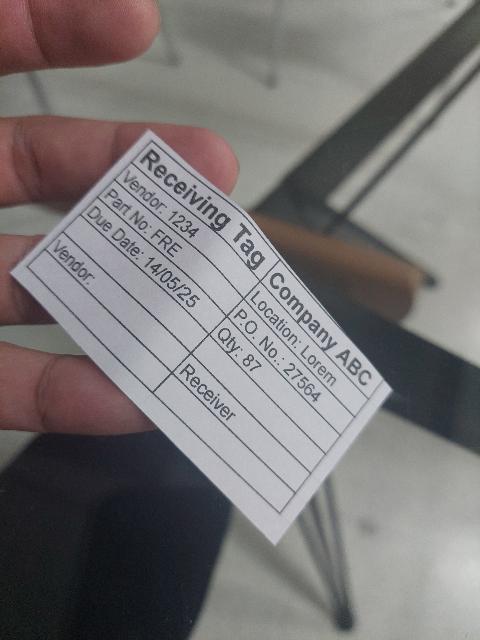 Receiving Tag Company ABC
Vendor: 1234 Location: Lorem
Part No: FRE P.O. No.: 27564
Due Date: 14/05/25 Qty: 87
Vendor: Receiver